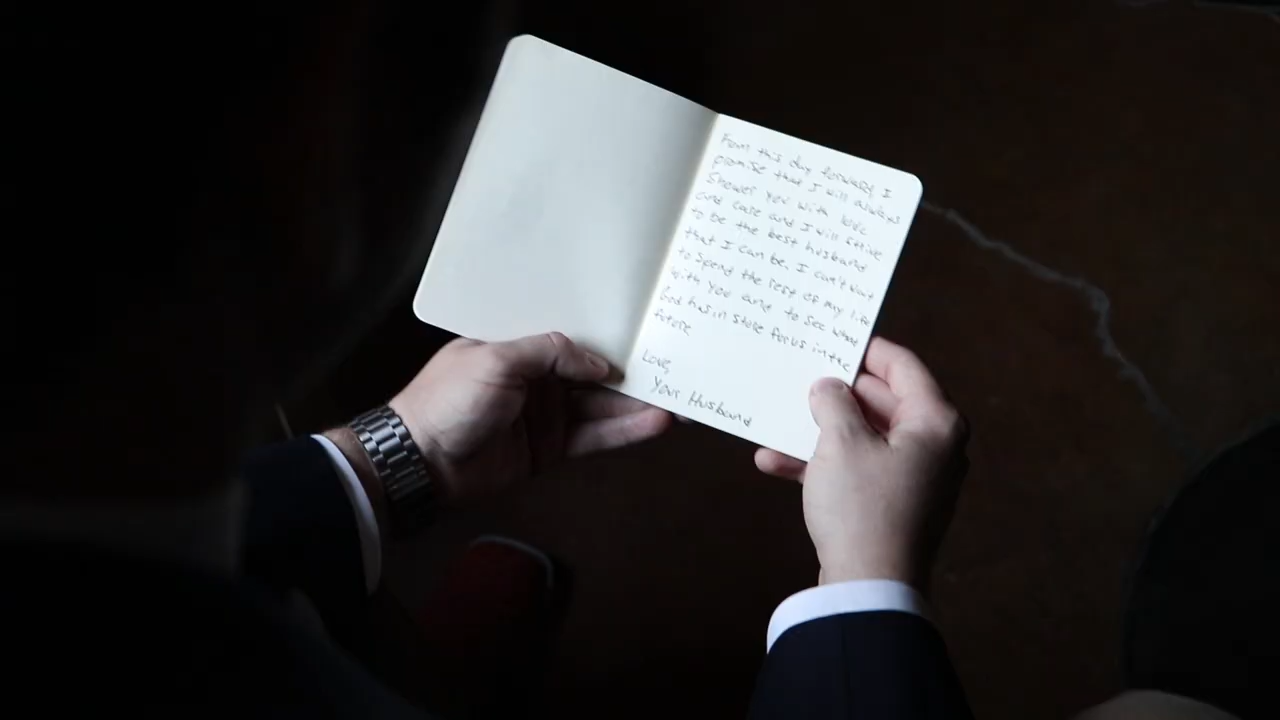 From this day forward, I
promise that I will always
shower you with love
and care and I will strive
to be the best husband
that I can be. I can't wait
to spend the rest of my life
with you and to see what
God has in store for us in the
future
Love,
Your Husband